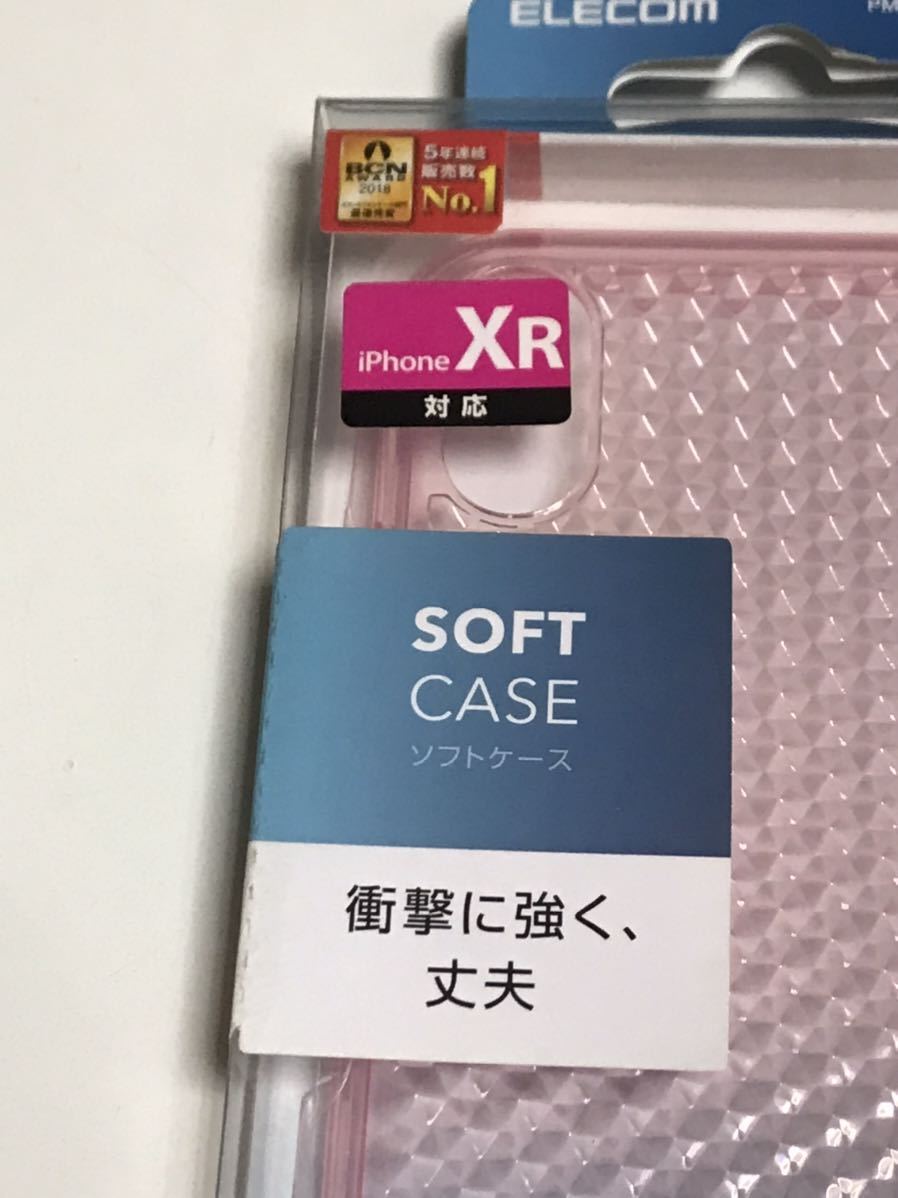 ELECOM
PM
BCN
AWARD
2018
5年連続
販売数
No.1
iPhone XR
対応
SOFT
CASE
ソフトケース
衝撃に強く、
丈夫